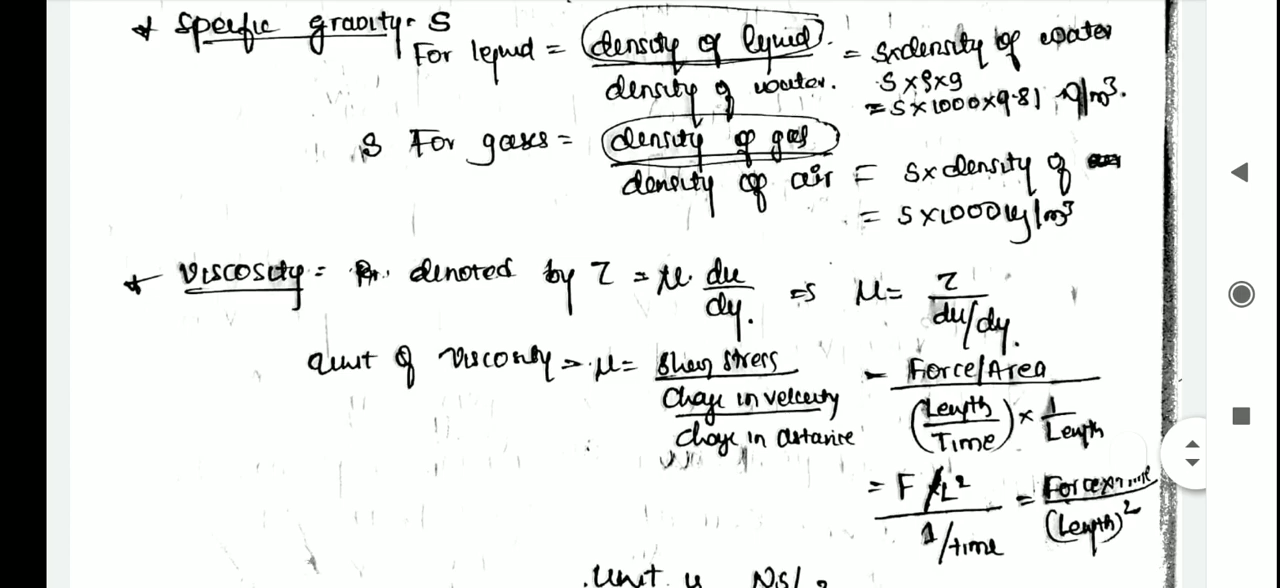 * Specific gravity = S
For liquid = density of liquid / density of water. = S x density of water
S x ρ x g
= S x 1000 x 9.81 N/m³.
S For gases = density of gas / density of air = S x density of
= S x 1000 kg/m³
* Viscosity = denoted by τ = μ. du/dy. => μ = τ / du/dy.
Unit of viscosity => μ = Shear stress / (Change in velocity / Change in distance) = Force/Area / (Length/Time) x 1/Length
= F/L² / 1/time = Force x Time / (Length)²
Unit is NS/